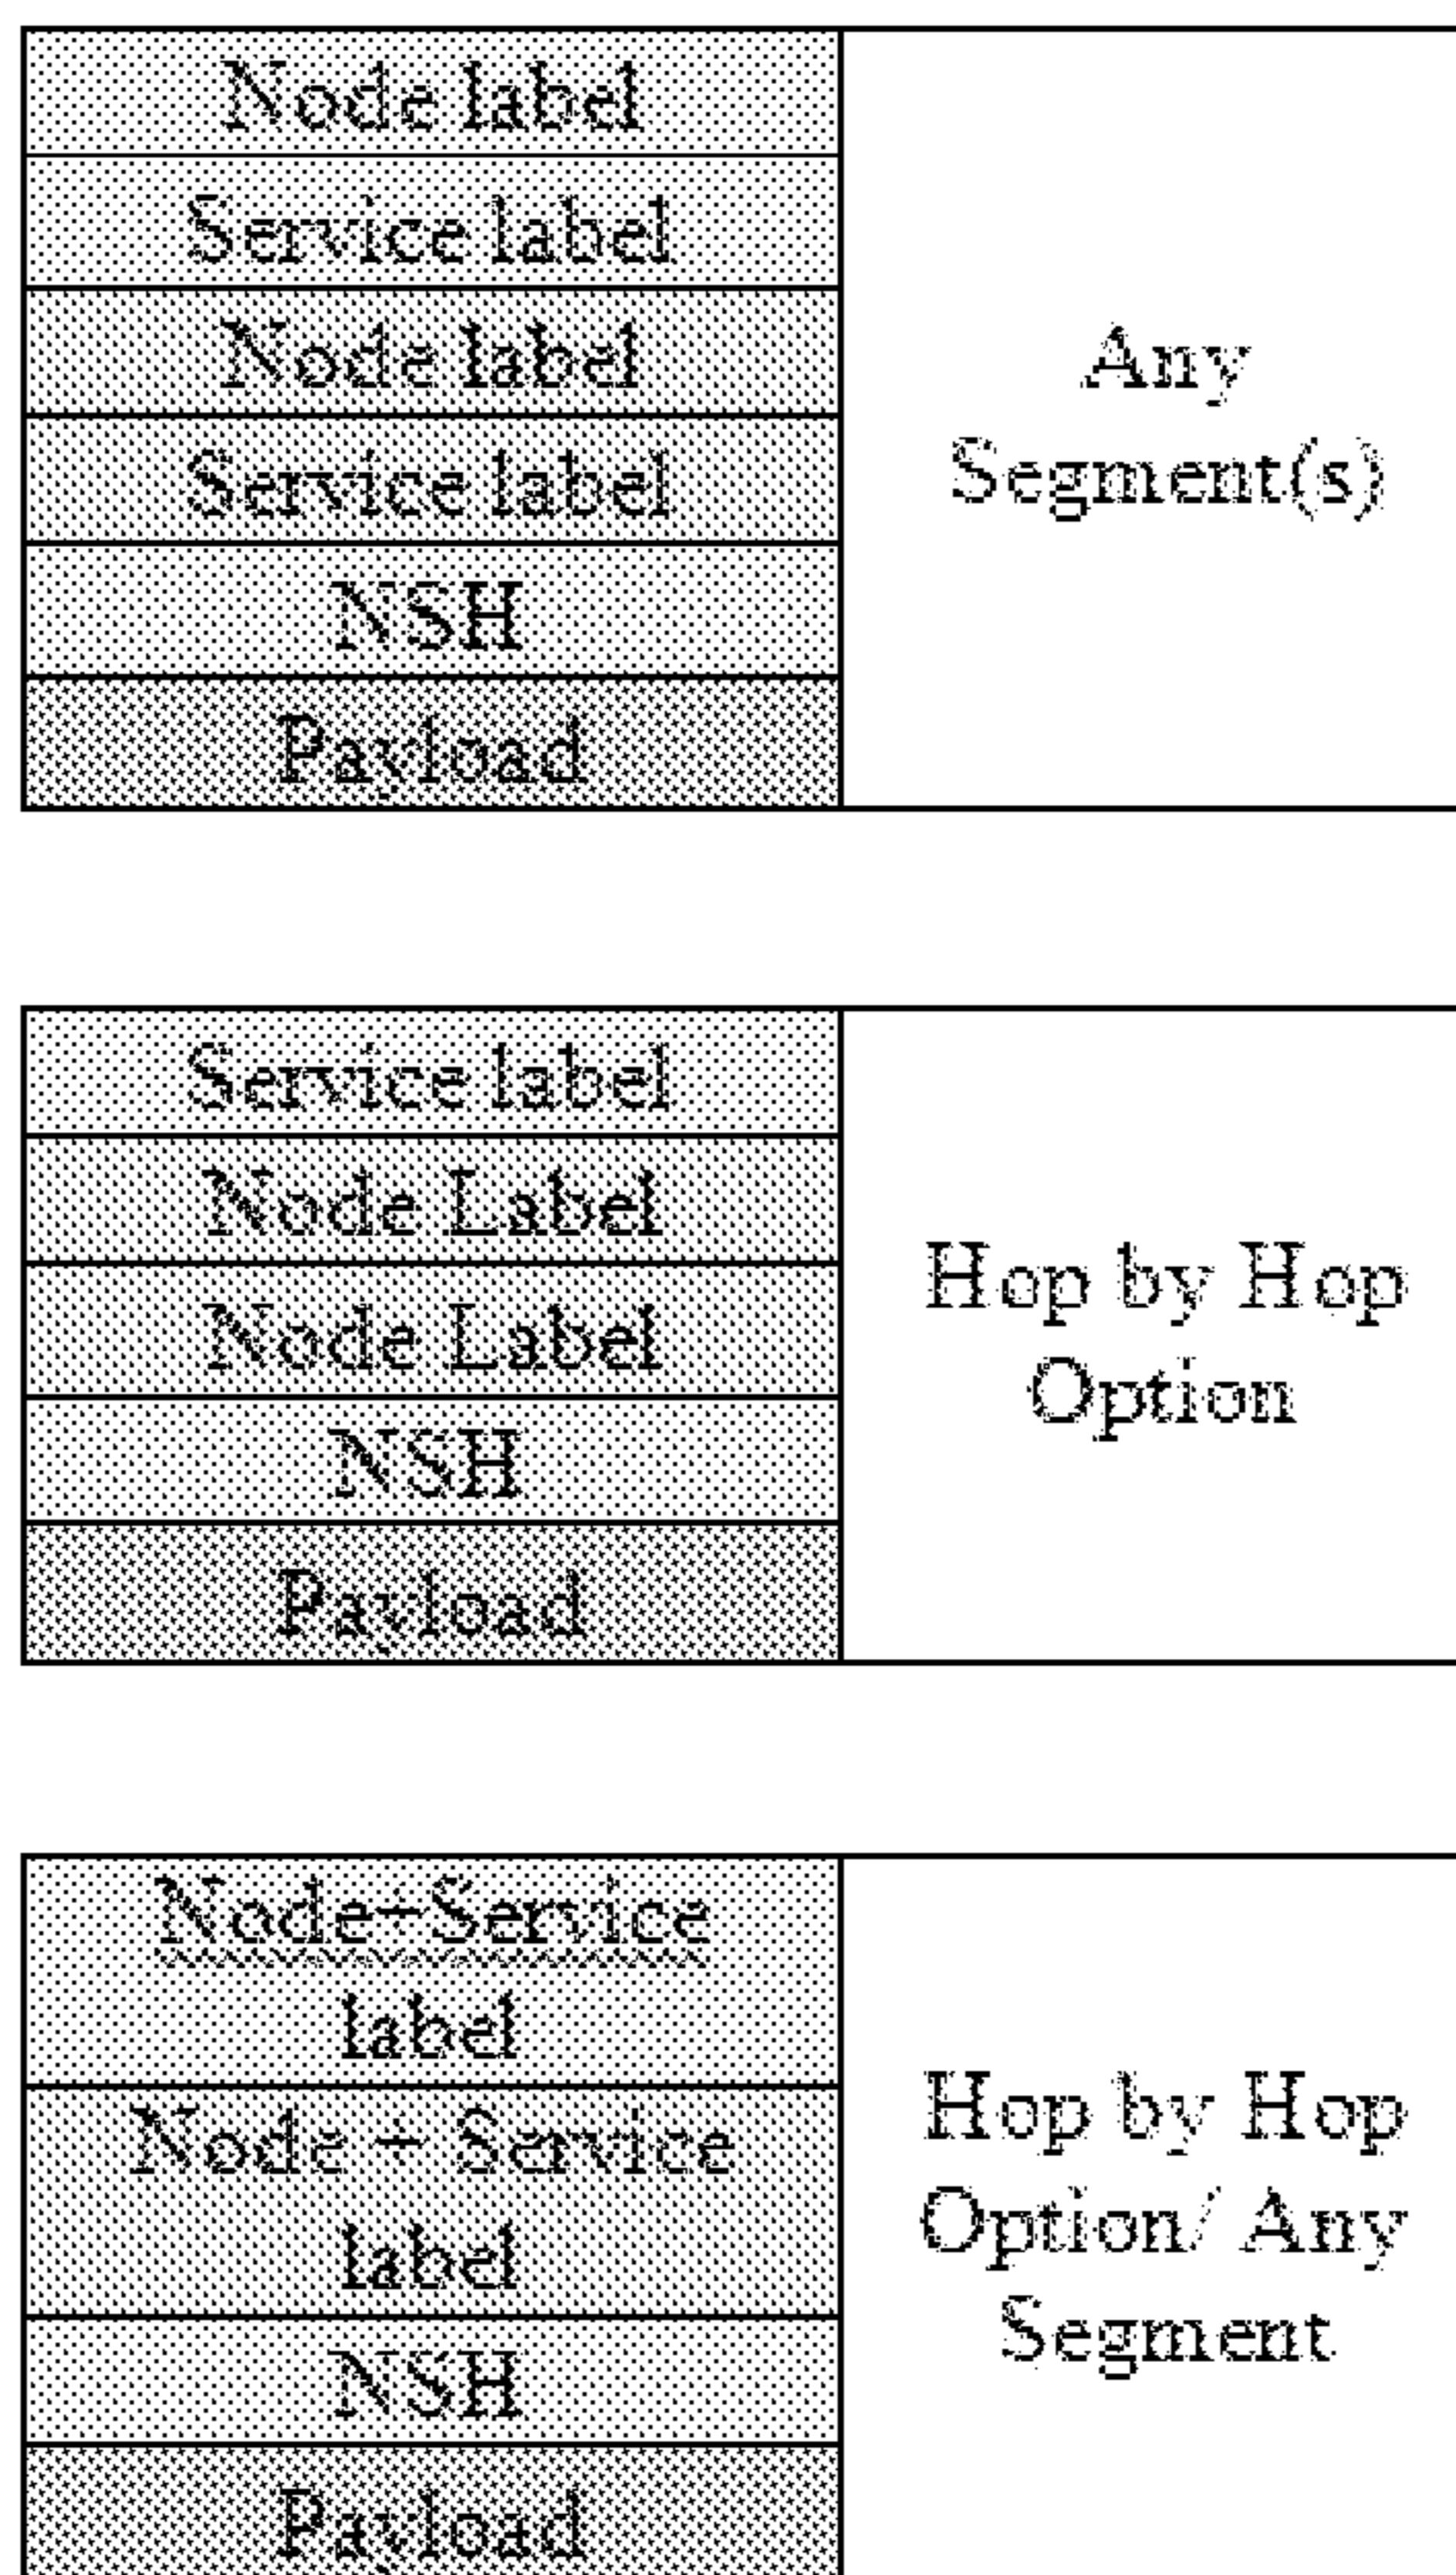 Node label
Service label
Node label
Service label
NSH
Payload
Any
Segment(s)
Service label
Node Label
Node Label
NSH
Payload
Hop by Hop
Option
Node+Service
label
Node + Service
label
NSH
Payload
Hop by Hop
Option/ Any
Segment